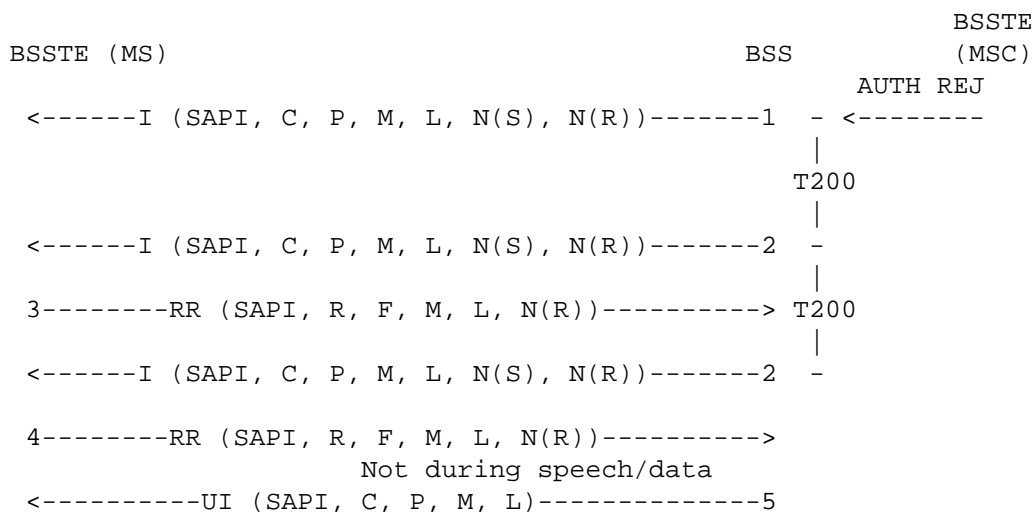 BSSTE
BSSTE (MS)                                                BSS             (MSC)
                                                                  AUTH REJ
 <------I (SAPI, C, P, M, L, N(S), N(R))-------1  - <--------
                                                               |
                                                             T200
                                                               |
 <------I (SAPI, C, P, M, L, N(S), N(R))-------2  -
                                                               |
 3--------RR (SAPI, R, F, M, L, N(R))----------> T200
                                                               |
 <------I (SAPI, C, P, M, L, N(S), N(R))-------2  -
 4--------RR (SAPI, R, F, M, L, N(R))---------->
                           Not during speech/data
 <----------UI (SAPI, C, P, M, L)--------------5